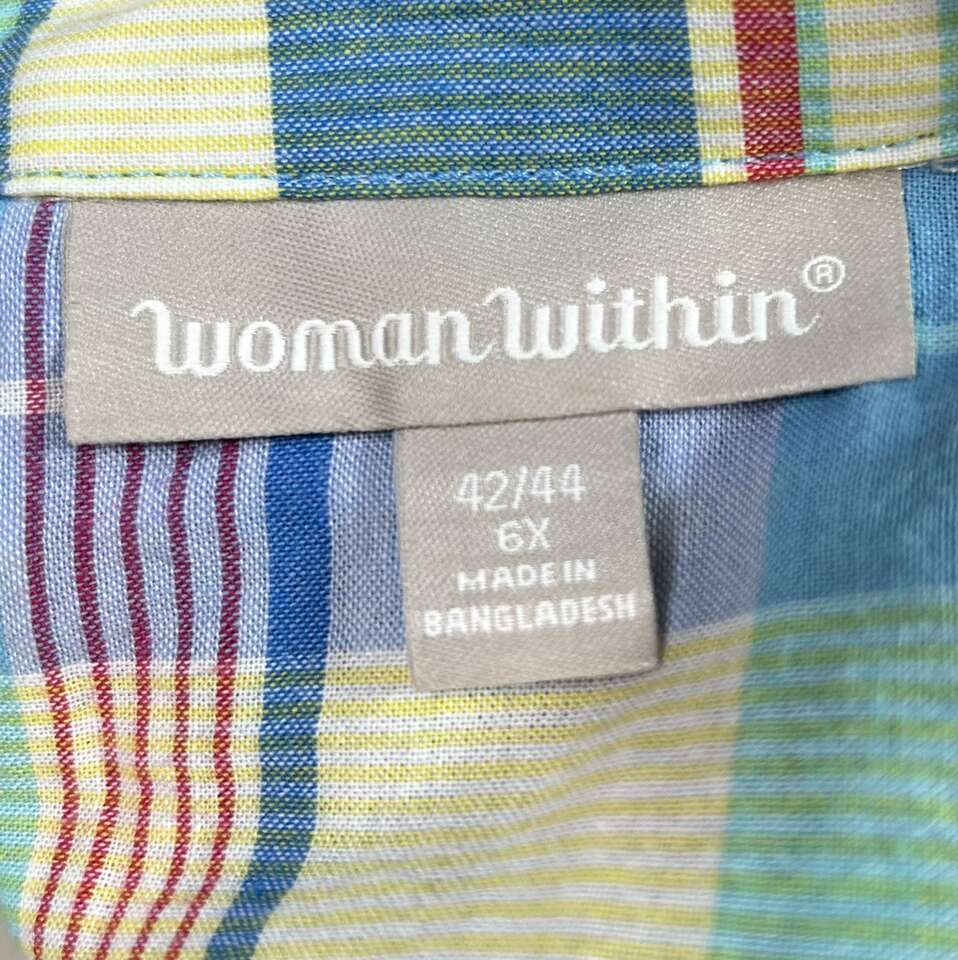 Woman Within®
42/44
6X
MADE IN
BANGLADESH